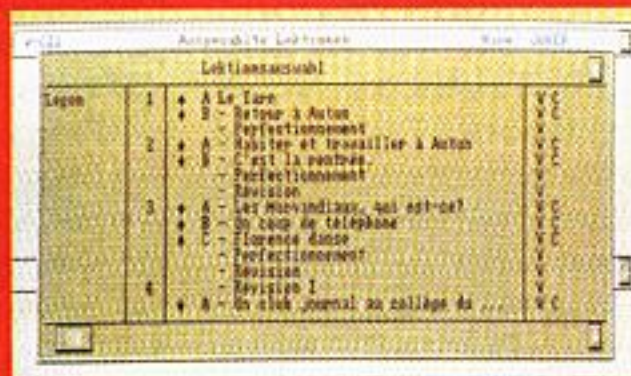 Lektionsauswahl
Leçon 1 ♦ A Le Tarn V C
♦ B - Retour à Autun V C
- Perfectionnement V
2 ♦ A - Habiter et travailler à Autun V C
♦ B - C'est la rentrée. V C
- Perfectionnement V
- Révision V
3 ♦ A - Les Morvandiaux, qui est-ce? V C
♦ B - Un coup de téléphone V C
♦ C - Florence danse V C
- Perfectionnement V
- Révision V
4 - Révision I V
♦ A - Un club journal au collège du ... V C